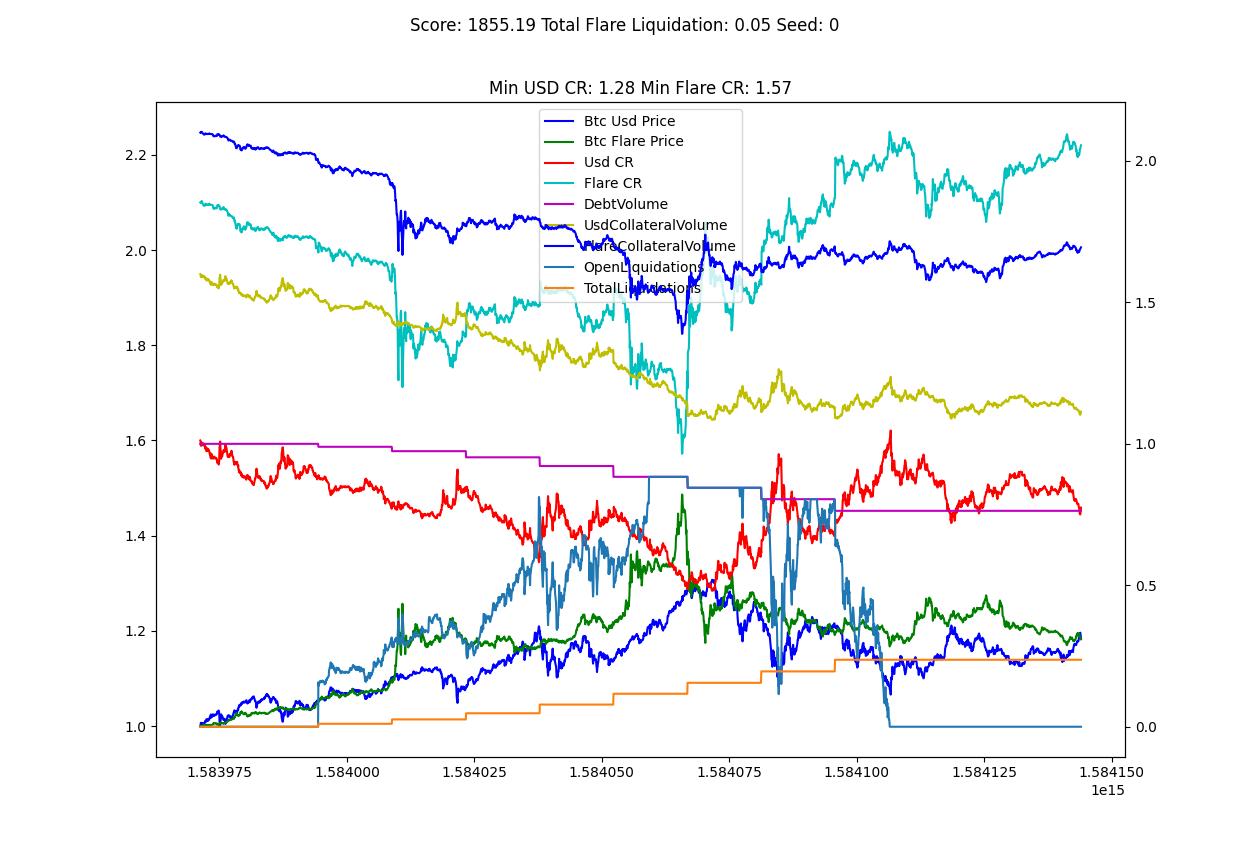 Score: 1855.19 Total Flare Liquidation: 0.05 Seed: 0
Min USD CR: 1.28 Min Flare CR: 1.57
Btc Usd Price
Btc Flare Price
Usd CR
Flare CR
DebtVolume
UsdCollateralVolume
FlareCollateralVolume
OpenLiquidations
TotalLiquidations
2.2
2.0
1.8
1.6
1.4
1.2
1.0
2.0
1.5
1.0
0.5
0.0
1.583975 1.584000 1.584025 1.584050 1.584075 1.584100 1.584125 1.584150
1e15